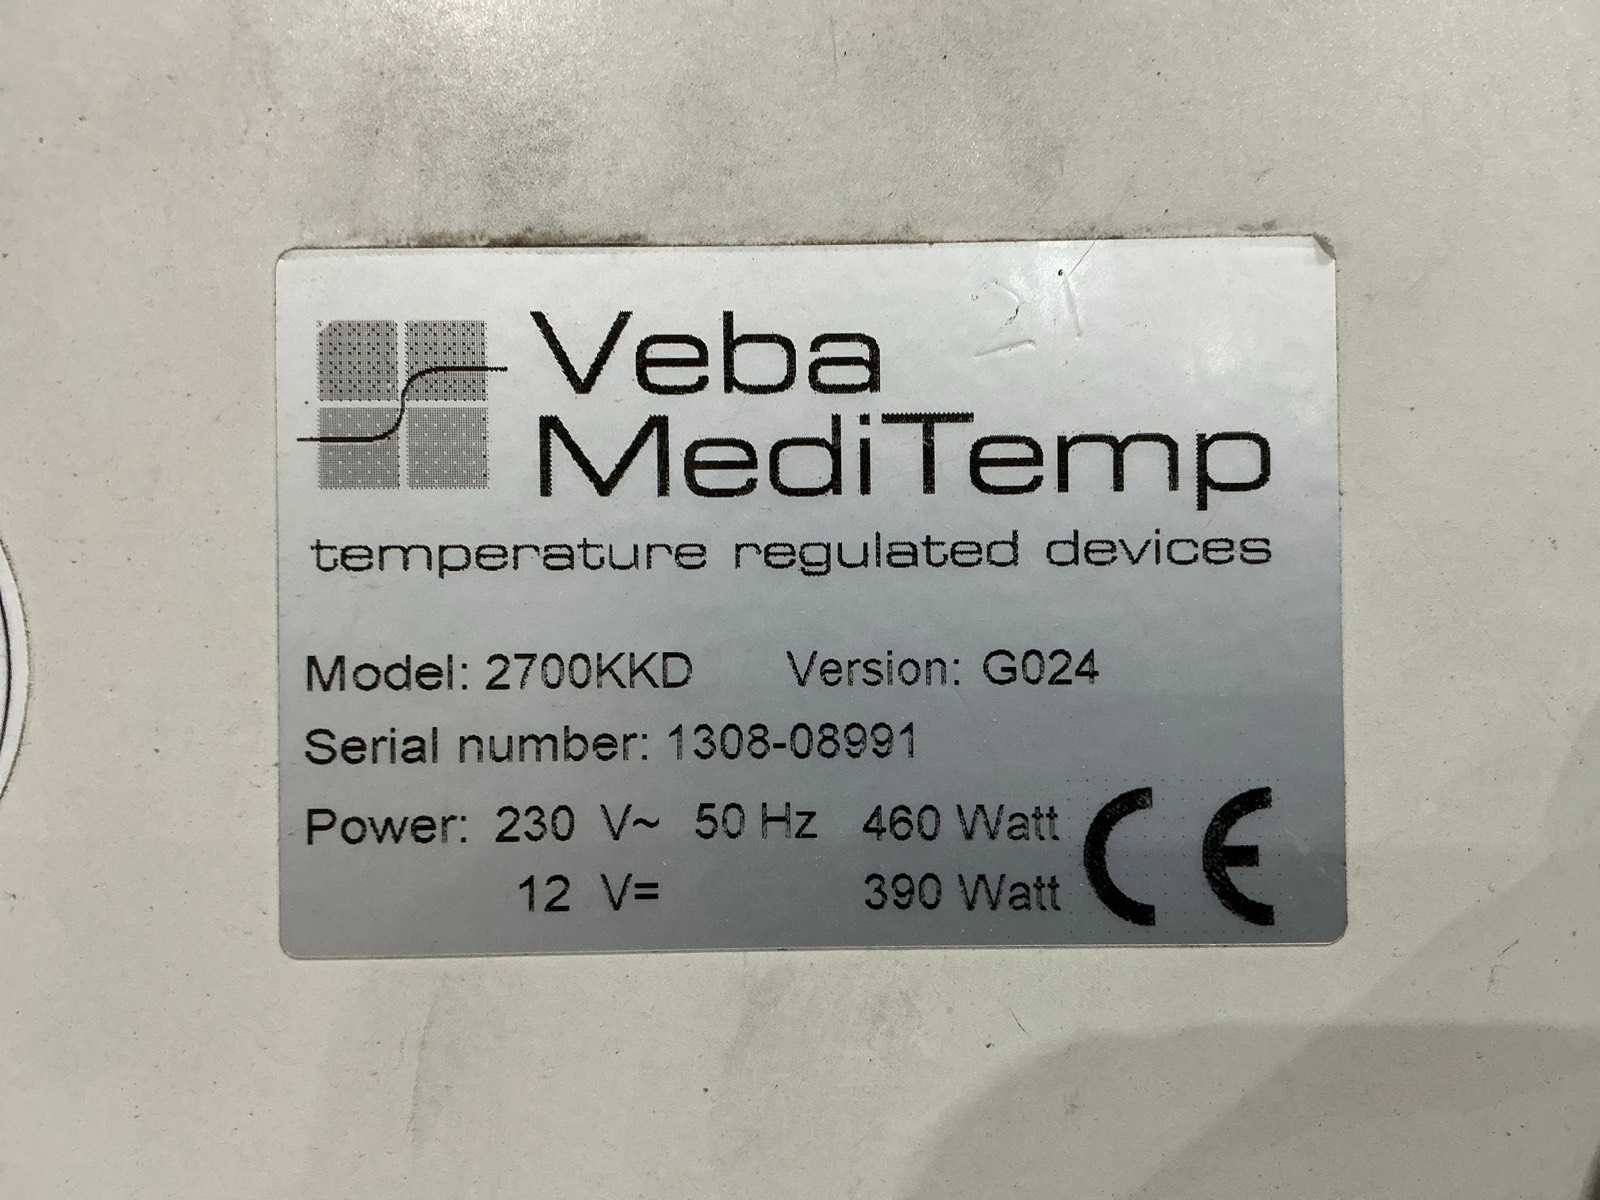 Veba
MediTemp
temperature regulated devices
Model: 2700KKD Version: G024
Serial number: 1308-08991
Power: 230 V~ 50 Hz 460 Watt
12 V= 390 Watt
CE